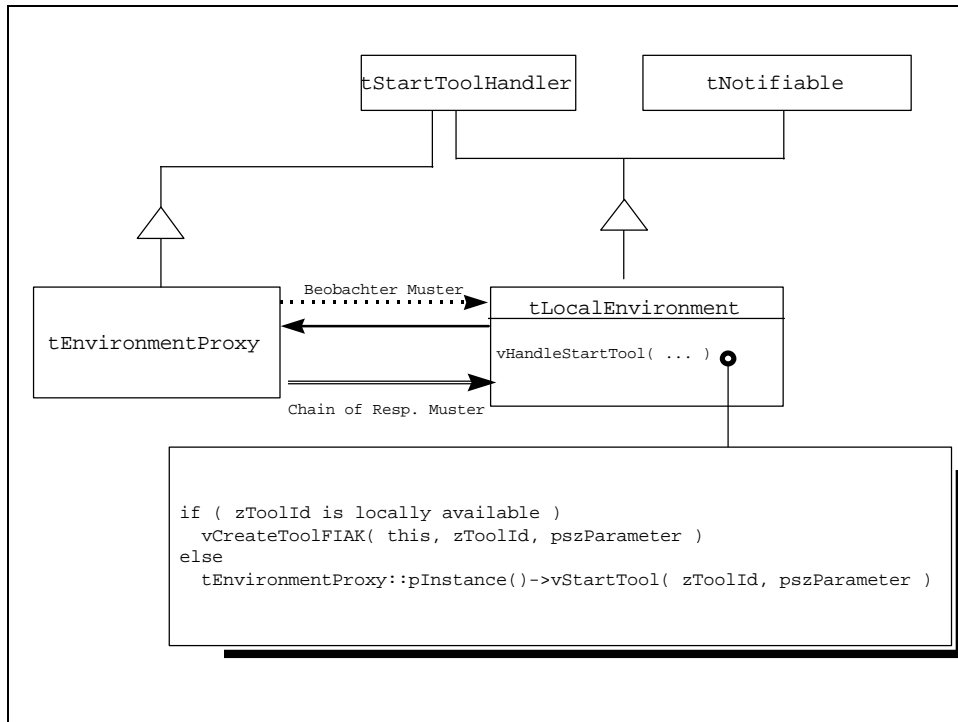 tStartToolHandler
tNotifiable
Beobachter Muster
tLocalEnvironment
tEnvironmentProxy
vHandleStartTool( ... )
Chain of Resp. Muster
if ( zToolId is locally available )
vCreateToolFIAK( this, zToolId, pszParameter )
else
tEnvironmentProxy::pInstance()->vStartTool( zToolId, pszParameter )